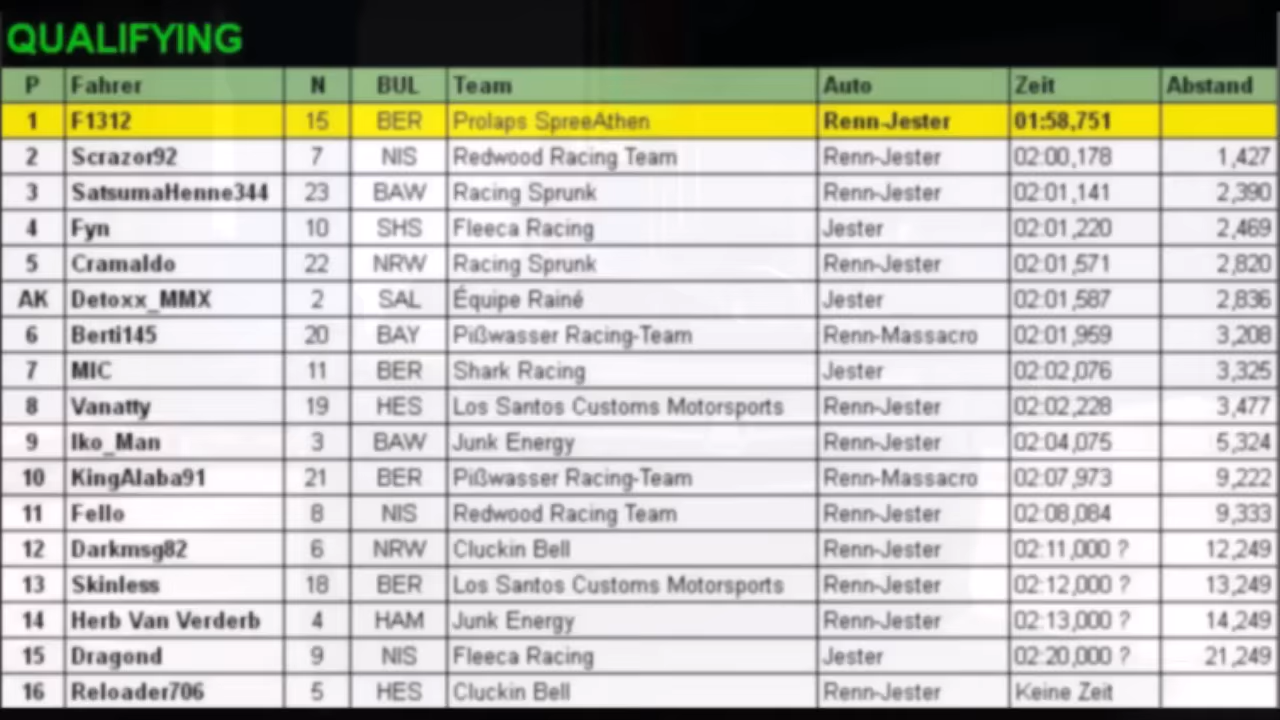 QUALIFYING
P Fahrer N BUL Team Auto Zeit Abstand
1 F1312 15 BER Prolaps SpreeAthen Renn-Jester 01:58,751
2 Scrazor92 7 NIS Redwood Racing Team Renn-Jester 02:00,178 1,427
3 SatsumaHenne344 23 BAW Racing Sprunk Renn-Jester 02:01,141 2,390
4 Fyn 10 SHS Fleeca Racing Jester 02:01,220 2,469
5 Cramaldo 22 NRW Racing Sprunk Renn-Jester 02:01,571 2,820
AK Detoxx_MMX 2 SAL Équipe Rainé Jester 02:01,587 2,836
6 Berti145 20 BAY Pißwasser Racing-Team Renn-Massacro 02:01,959 3,208
7 MIC 11 BER Shark Racing Jester 02:02,076 3,325
8 Vanatty 19 HES Los Santos Customs Motorsports Renn-Jester 02:02,228 3,477
9 Iko_Man 3 BAW Junk Energy Renn-Jester 02:04,075 5,324
10 KingAlaba91 21 BER Pißwasser Racing-Team Renn-Massacro 02:07,973 9,222
11 Fello 8 NIS Redwood Racing Team Renn-Jester 02:08,084 9,333
12 Darkmsg82 6 NRW Cluckin Bell Renn-Jester 02:11,000 ? 12,249
13 Skinless 18 BER Los Santos Customs Motorsports Renn-Jester 02:12,000 ? 13,249
14 Herb Van Verderb 4 HAM Junk Energy Renn-Jester 02:13,000 ? 14,249
15 Dragond 9 NIS Fleeca Racing Jester 02:20,000 ? 21,249
16 Reloader706 5 HES Cluckin Bell Renn-Jester Keine Zeit